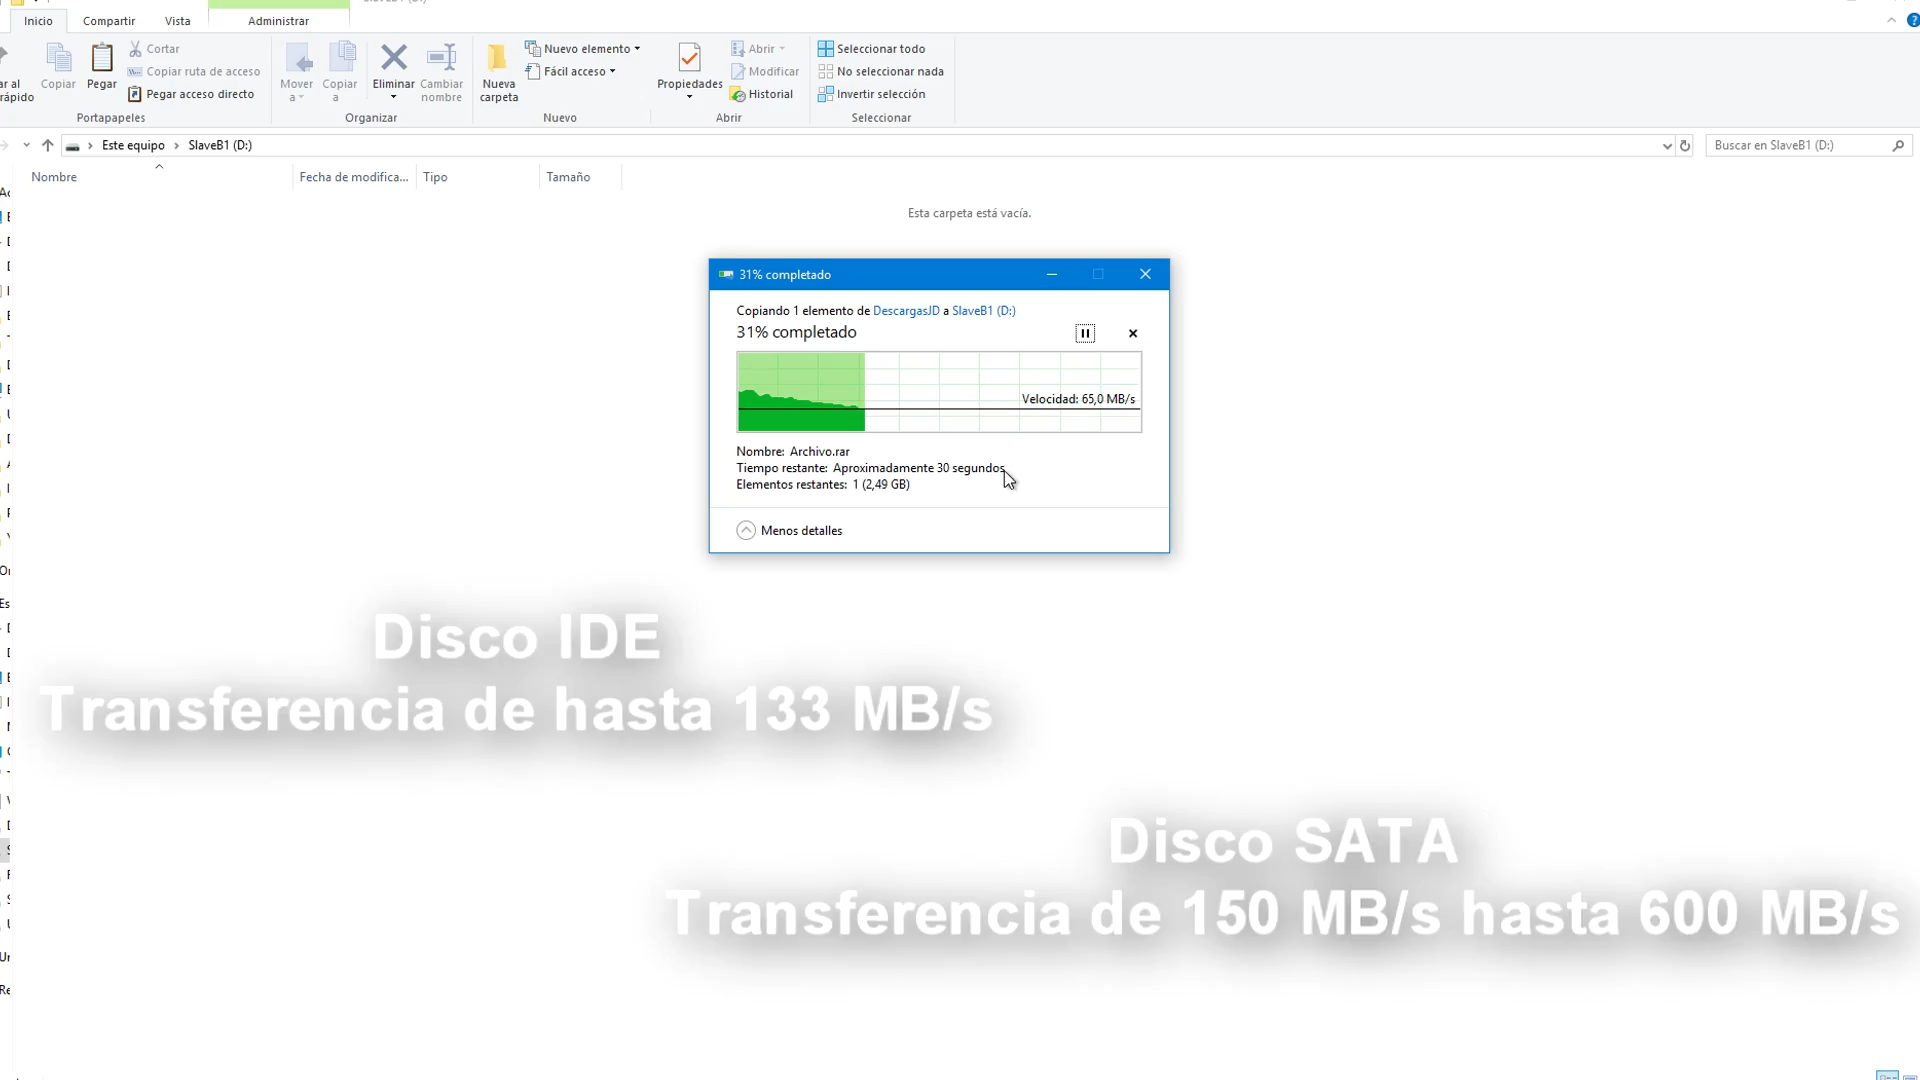 Inicio
Compartir
Vista
Administrar
Copiar
Pegar
Cortar
Copiar ruta de acceso
Pegar acceso directo
Portapapeles
Mover
a
Copiar
a
Eliminar
Cambiar
nombre
Organizar
Nueva
carpeta
Nuevo elemento
Fácil acceso
Nuevo
Propiedades
Abrir
Modificar
Historial
Abrir
Seleccionar todo
No seleccionar nada
Invertir selección
Seleccionar
Este equipo > SlaveB1 (D:)
Buscar en SlaveB1 (D:)
Nombre
Fecha de modifica...
Tipo
Tamaño
Esta carpeta está vacía.
31% completado
Copiando 1 elemento de DescargasJD a SlaveB1 (D:)
31% completado
Velocidad: 65,0 MB/s
Nombre: Archivo.rar
Tiempo restante: Aproximadamente 30 segundos
Elementos restantes: 1 (2,49 GB)
Menos detalles
Disco IDE
Transferencia de hasta 133 MB/s
Disco SATA
Transferencia de 150 MB/s hasta 600 MB/s